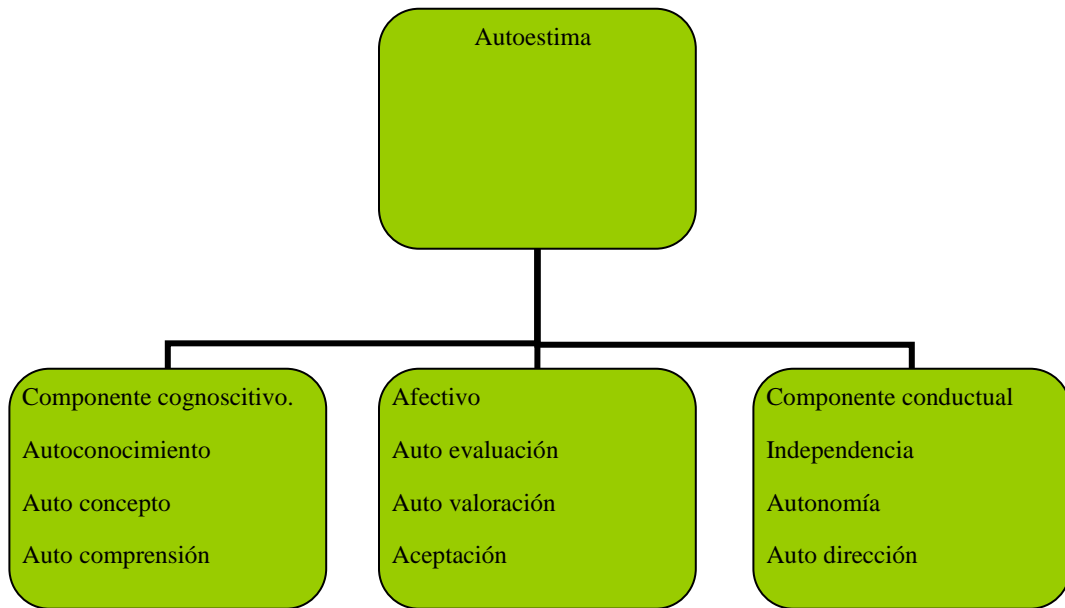 Autoestima
Componente cognoscitivo.
Autoconocimiento
Auto concepto
Auto comprensión
Afectivo
Auto evaluación
Auto valoración
Aceptación
Componente conductual
Independencia
Autonomía
Auto dirección